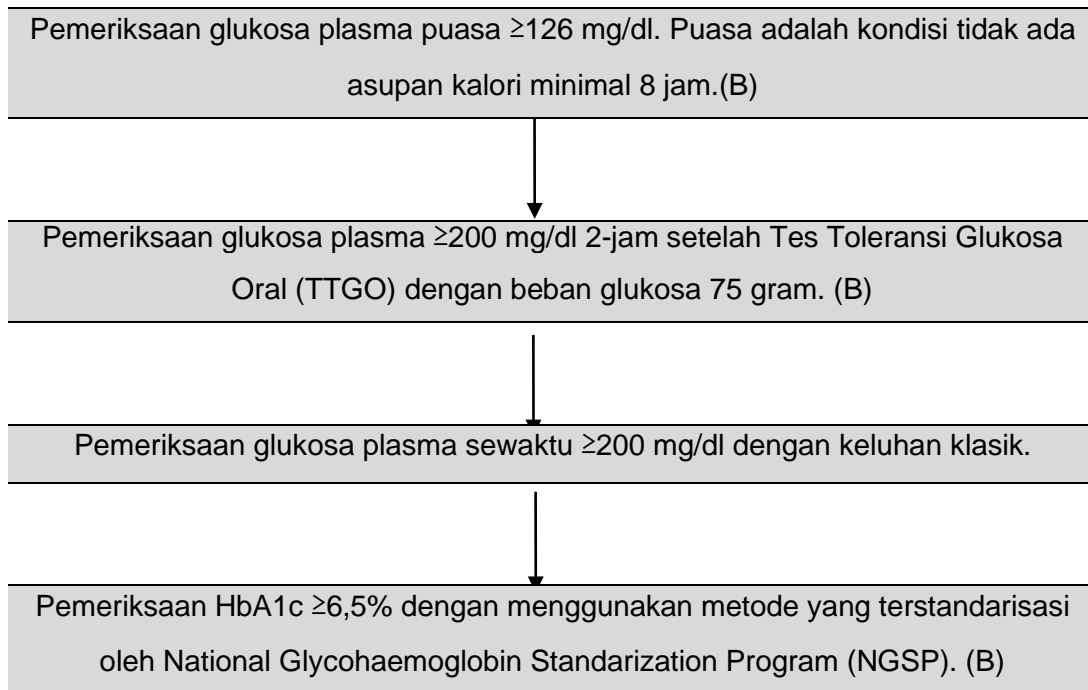 Pemeriksaan glukosa plasma puasa ≥126 mg/dl. Puasa adalah kondisi tidak ada
asupan kalori minimal 8 jam.(B)
Pemeriksaan glukosa plasma ≥200 mg/dl 2-jam setelah Tes Toleransi Glukosa
Oral (TTGO) dengan beban glukosa 75 gram. (B)
Pemeriksaan glukosa plasma sewaktu ≥200 mg/dl dengan keluhan klasik.
Pemeriksaan HbA1c ≥6,5% dengan menggunakan metode yang terstandarisasi
oleh National Glycohaemoglobin Standarization Program (NGSP). (B)